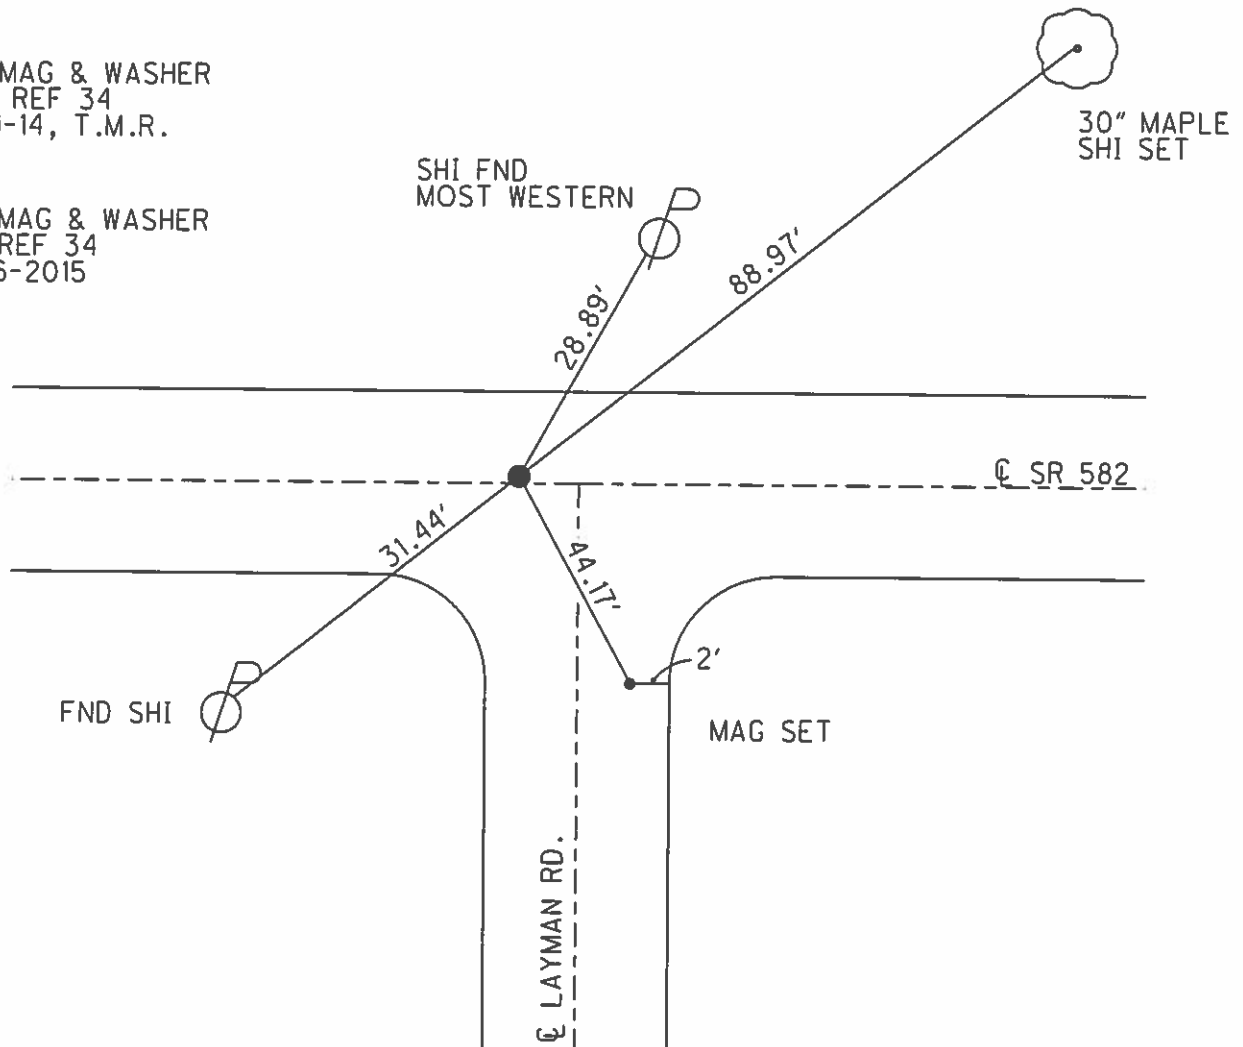 MAG & WASHER
REF 34
-14, T.M.R.
MAG & WASHER
REF 34
-2015
SHI FND
MOST WESTERN
30" MAPLE
SHI SET
28.89'
88.97'
℄ SR 582
31.44'
44.17'
2'
FND SHI
MAG SET
℄ LAYMAN RD.